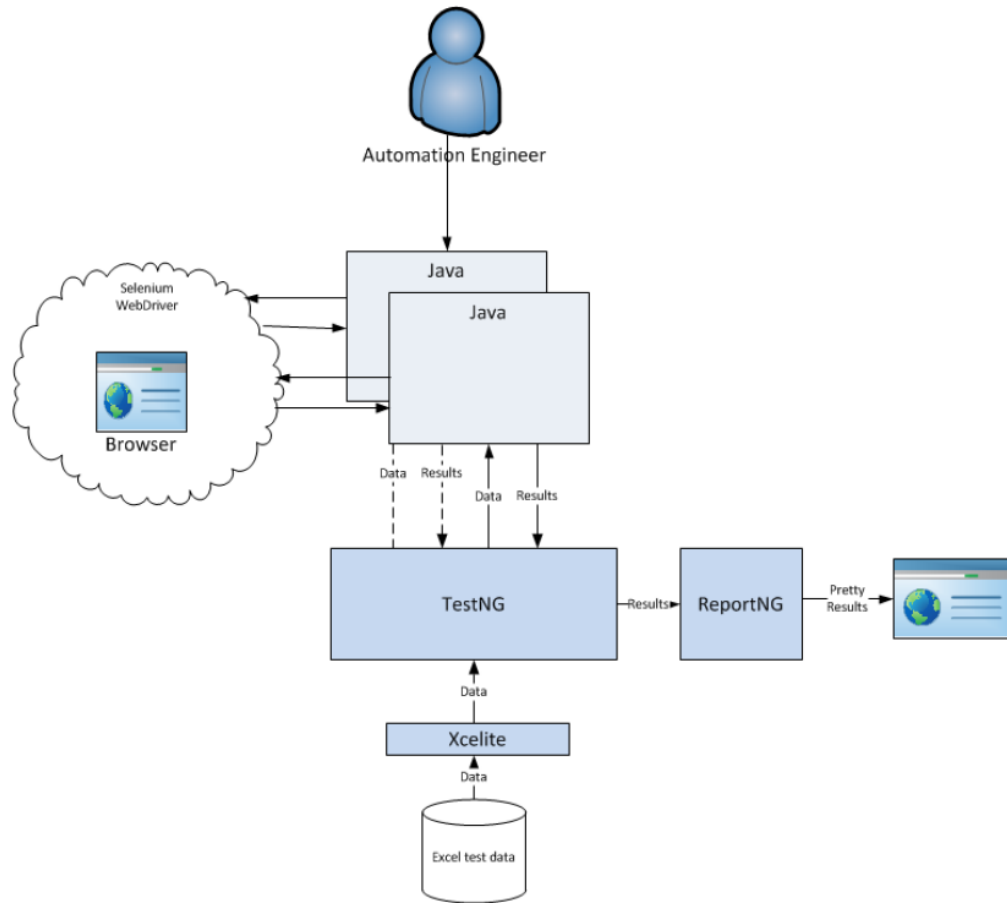 Automation Engineer
Java
Selenium
WebDriver
Java
Browser
Data
Results
Data
Results
TestNG
Results
ReportNG
Pretty
Results
Data
Xcelite
Data
Excel test data